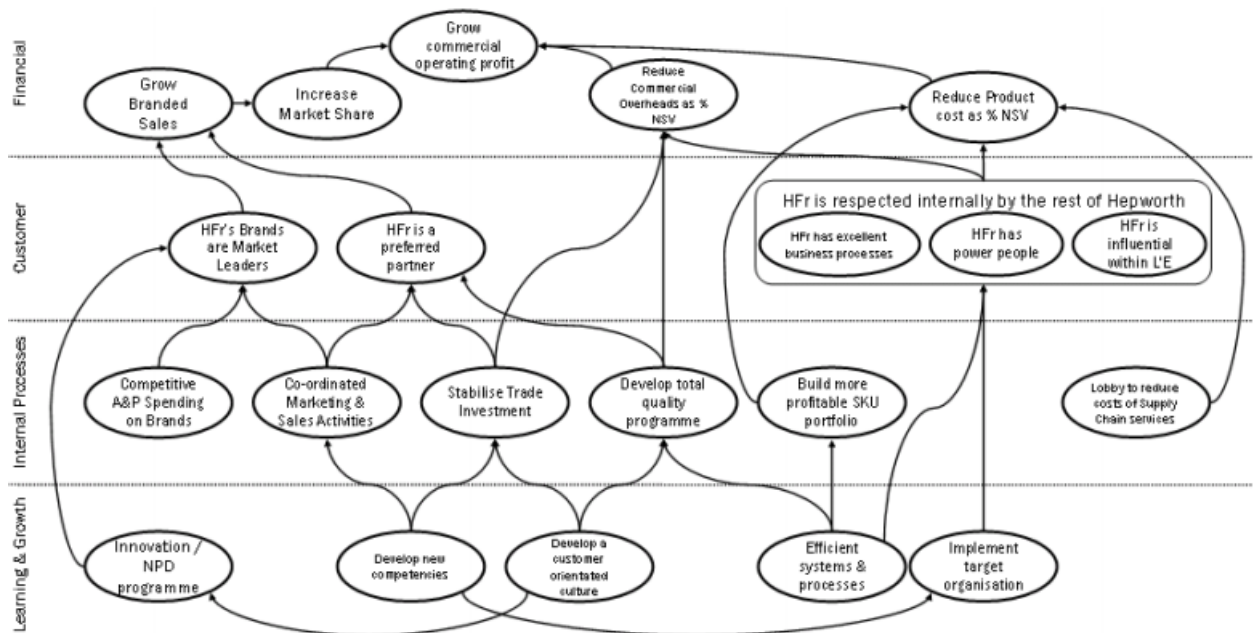 Financial
Grow
commercial
operating profit
Grow
Branded
Sales
Increase
Market Share
Reduce
Commercial
Overheads as %
NSV
Reduce Product
cost as % NSV
Customer
HFr's Brands
are Market
Leaders
HFr is a
preferred
partner
HFr is respected internally by the rest of Hepworth
HFr has excellent
business processes
HFr has
power people
HFr is
influential
within L'E
Internal Processes
Competitive
A&P Spending
on Brands
Co-ordinated
Marketing &
Sales Activities
Stabilise Trade
Investment
Develop total
quality
programme
Build more
profitable SKU
portfolio
Lobby to reduce
costs of Supply
Chain services
Learning & Growth
Innovation /
NPD
programme
Develop new
competencies
Develop a
customer
orientated
culture
Efficient
systems &
processes
Implement
target
organisation